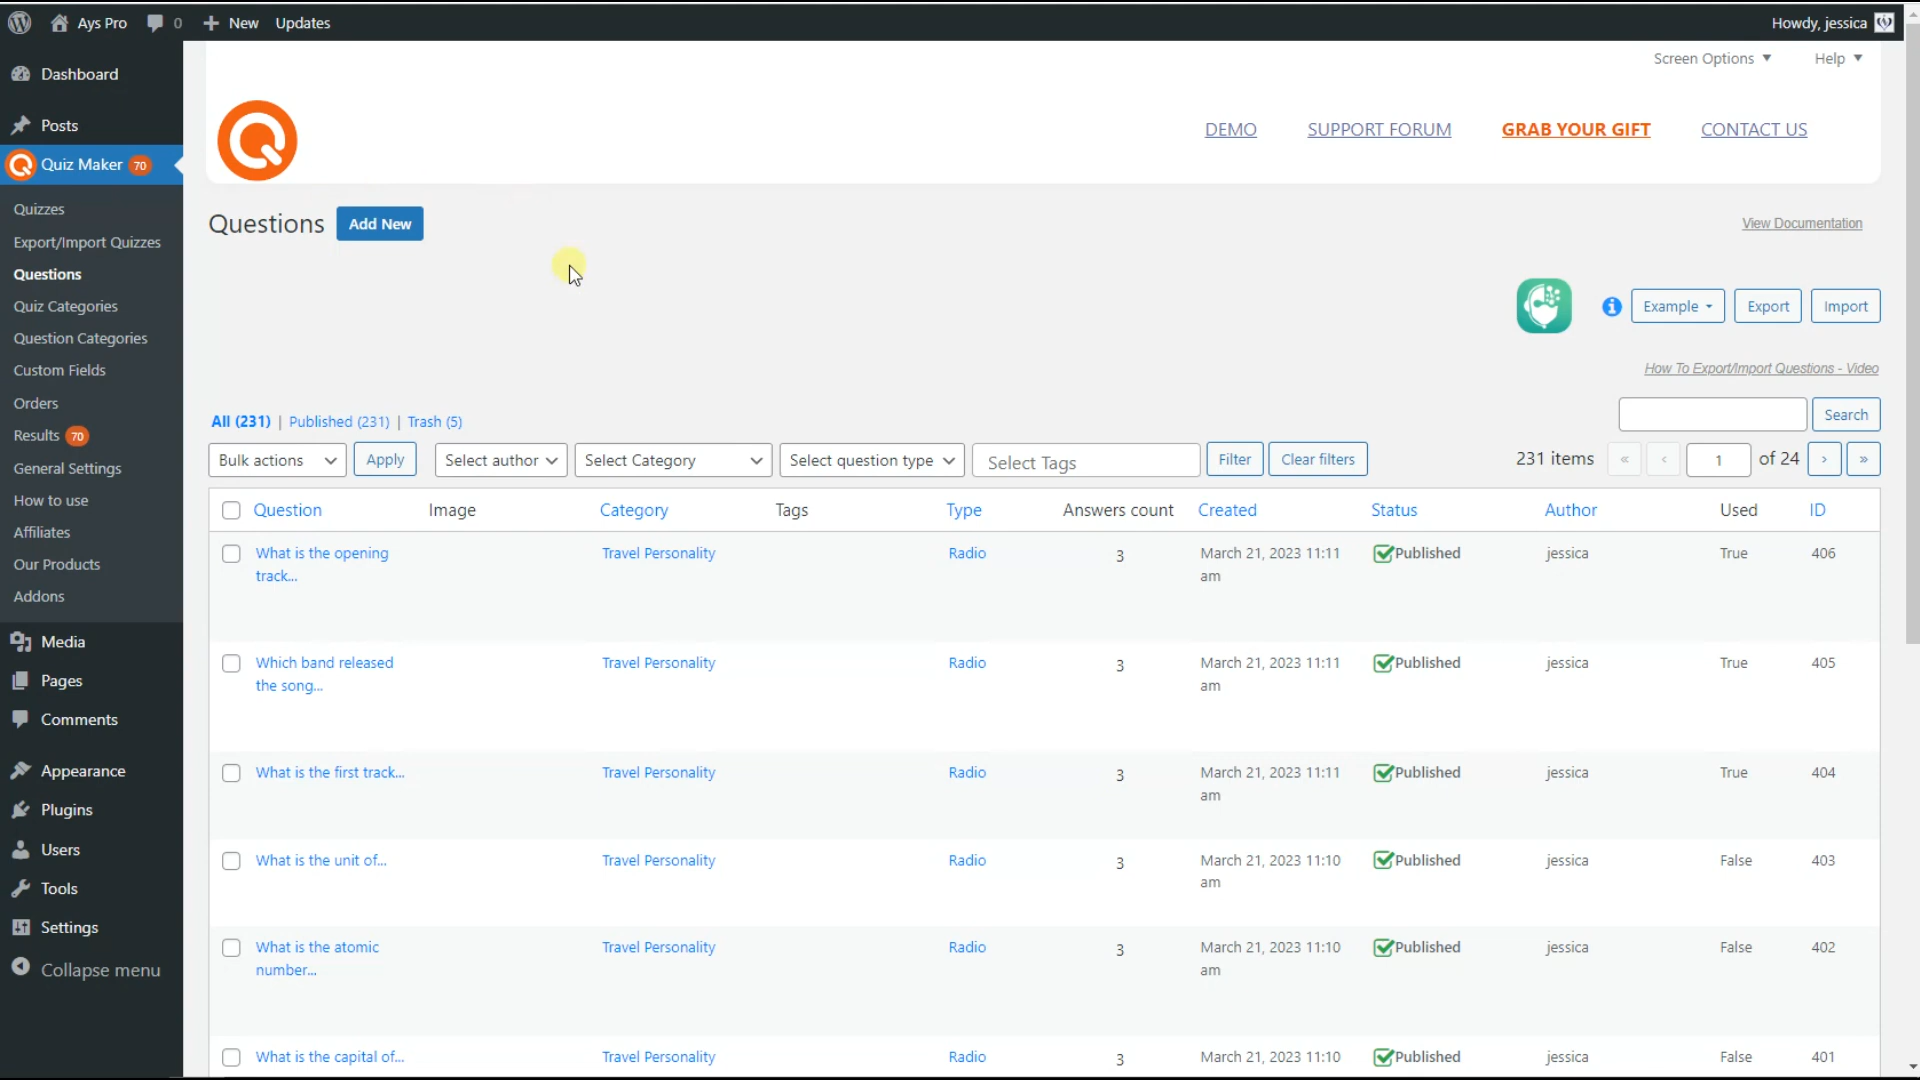 Ays Pro 0 New Updates Howdy, jessica
Screen Options Help
Dashboard
Posts
Quiz Maker 70
Quizzes
Export/Import Quizzes
Questions
Quiz Categories
Question Categories
Custom Fields
Orders
Results 70
General Settings
How to use
Affiliates
Our Products
Addons
Media
Pages
Comments
Appearance
Plugins
Users
Tools
Settings
Collapse menu
DEMO SUPPORT FORUM GRAB YOUR GIFT CONTACT US
Questions Add New View Documentation
Example Export Import
How To Export/Import Questions - Video
All (231) | Published (231) | Trash (5) Search
Bulk actions Apply Select author Select Category Select question type Select Tags Filter Clear filters 231 items « ‹ 1 of 24 › »
Question Image Category Tags Type Answers count Created Status Author Used ID
What is the opening Travel Personality Radio 3 March 21, 2023 11:11 Published jessica True 406
track... am
Which band released Travel Personality Radio 3 March 21, 2023 11:11 Published jessica True 405
the song... am
What is the first track... Travel Personality Radio 3 March 21, 2023 11:11 Published jessica True 404
am
What is the unit of... Travel Personality Radio 3 March 21, 2023 11:10 Published jessica False 403
am
What is the atomic Travel Personality Radio 3 March 21, 2023 11:10 Published jessica False 402
number... am
What is the capital of... Travel Personality Radio 3 March 21, 2023 11:10 Published jessica False 401